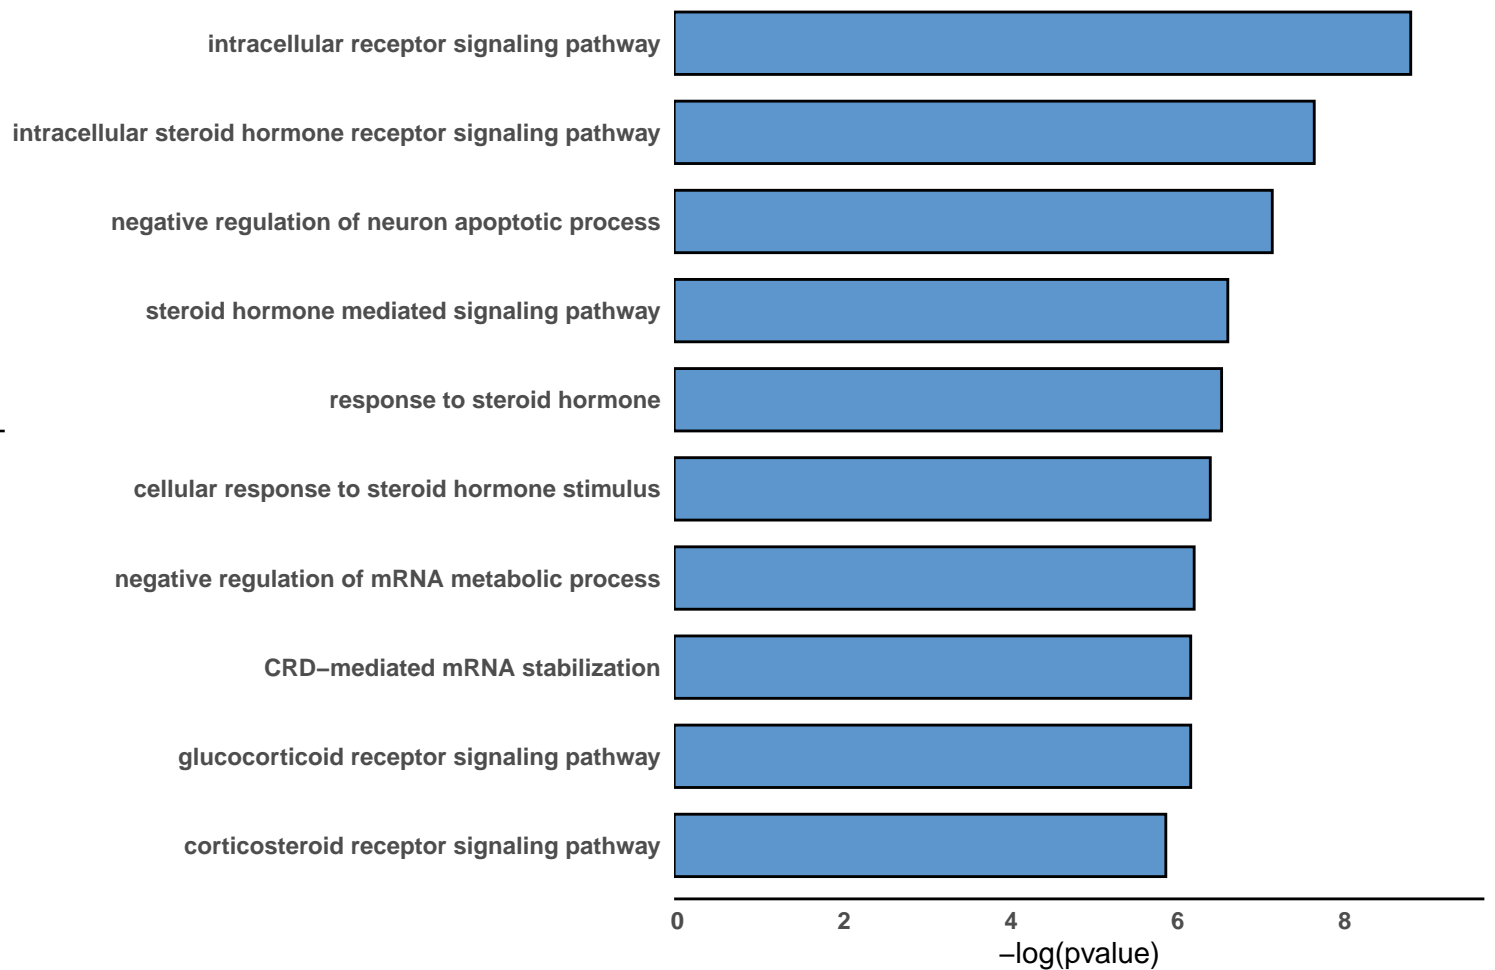 intracellular receptor signaling pathway
intracellular steroid hormone receptor signaling pathway
negative regulation of neuron apoptotic process
steroid hormone mediated signaling pathway
response to steroid hormone
cellular response to steroid hormone stimulus
negative regulation of mRNA metabolic process
CRD−mediated mRNA stabilization
glucocorticoid receptor signaling pathway
corticosteroid receptor signaling pathway
0 2 4 6 8
−log(pvalue)